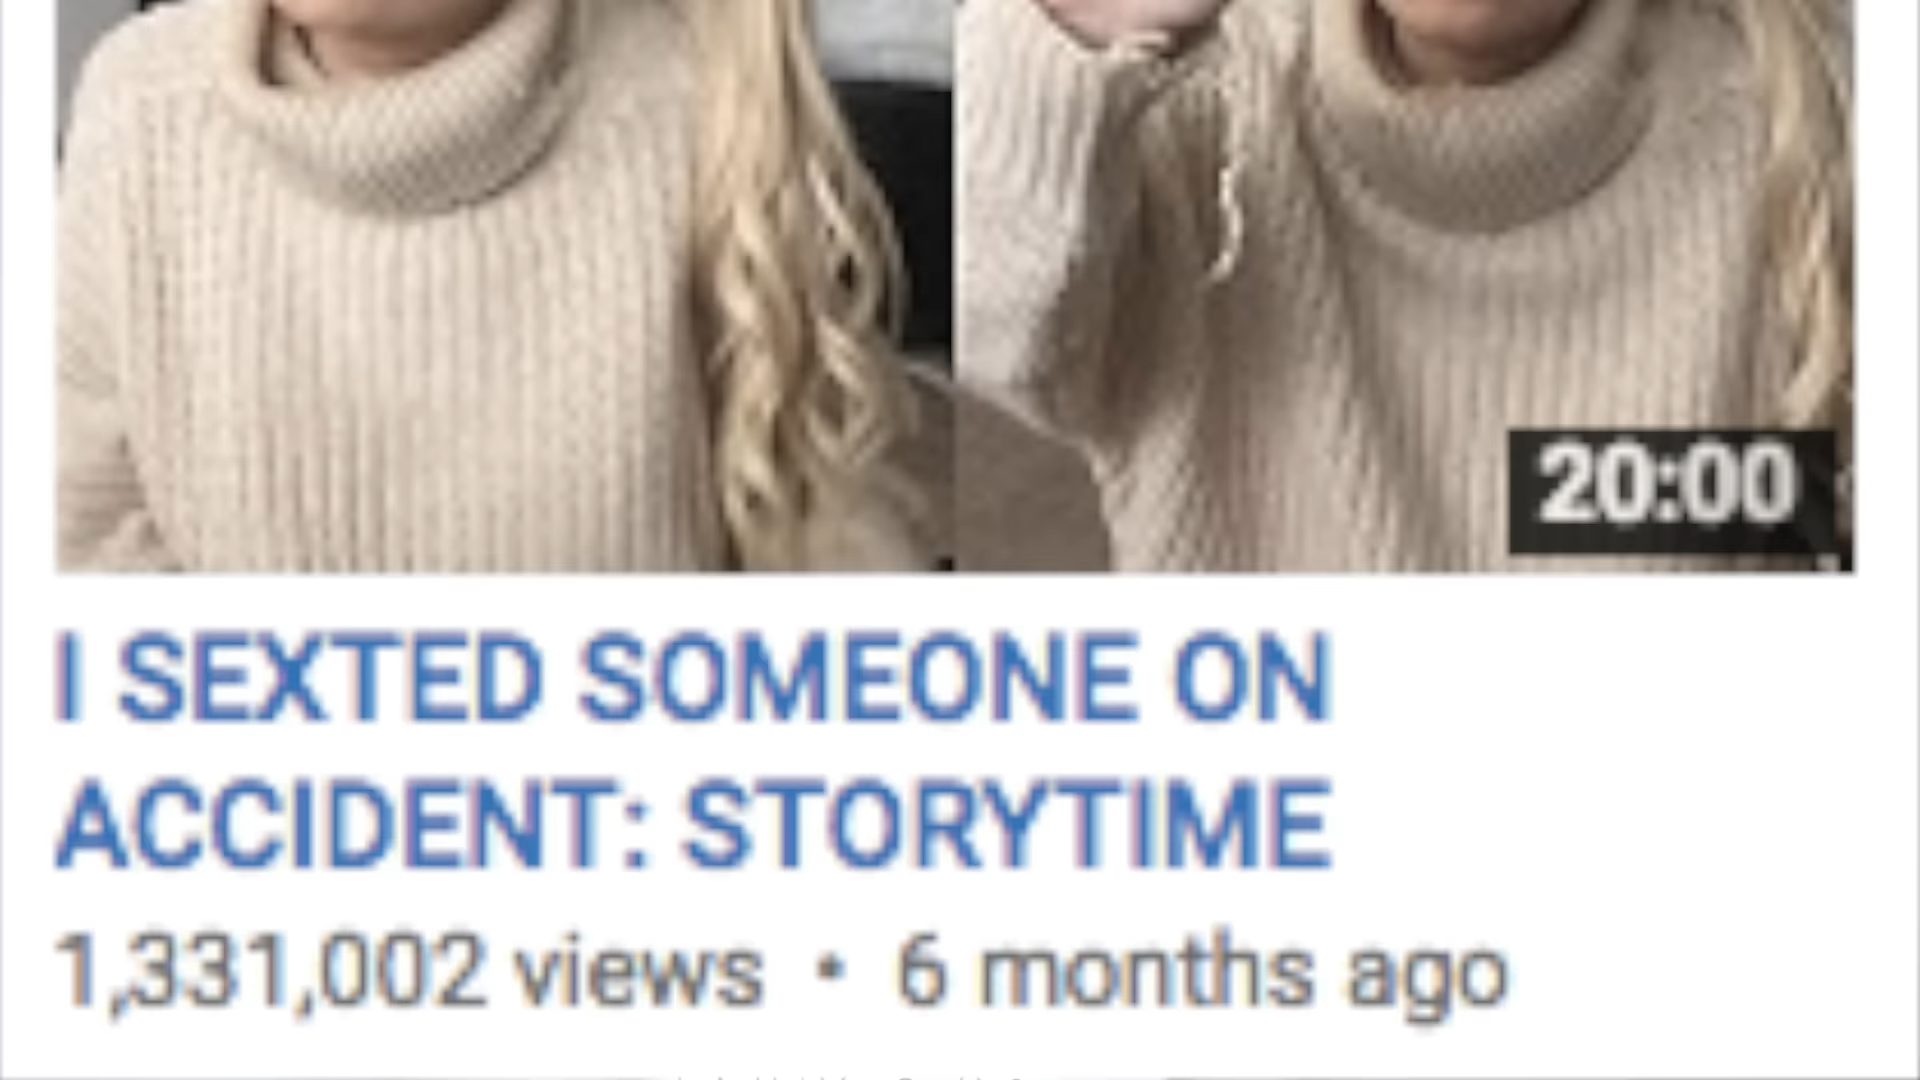 20:00
I SEXTED SOMEONE ON
ACCIDENT: STORYTIME
1,331,002 views • 6 months ago